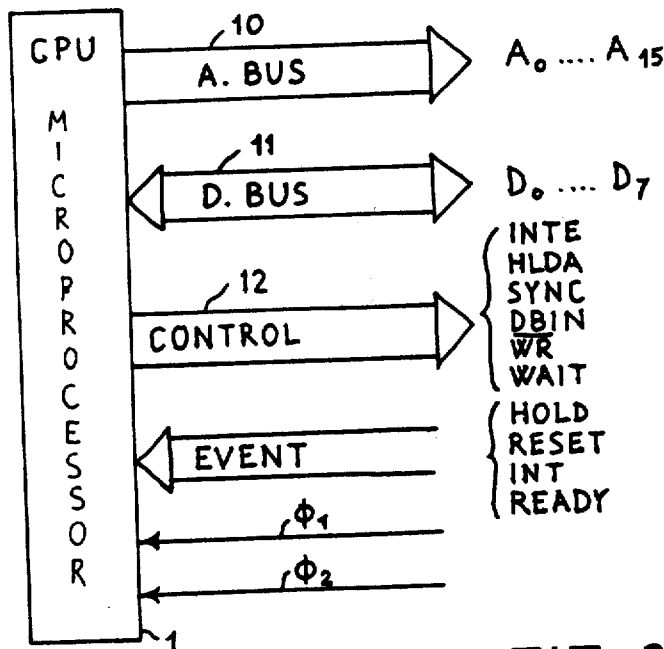 CPU
MICROPROCESSOR
10
A. BUS
A₀ .... A₁₅
11
D. BUS
D₀ .... D₇
12
CONTROL
INTE
HLDA
SYNC
DBIN
W̅R̅
WAIT
EVENT
HOLD
RESET
INT
READY
Φ₁
Φ₂
1